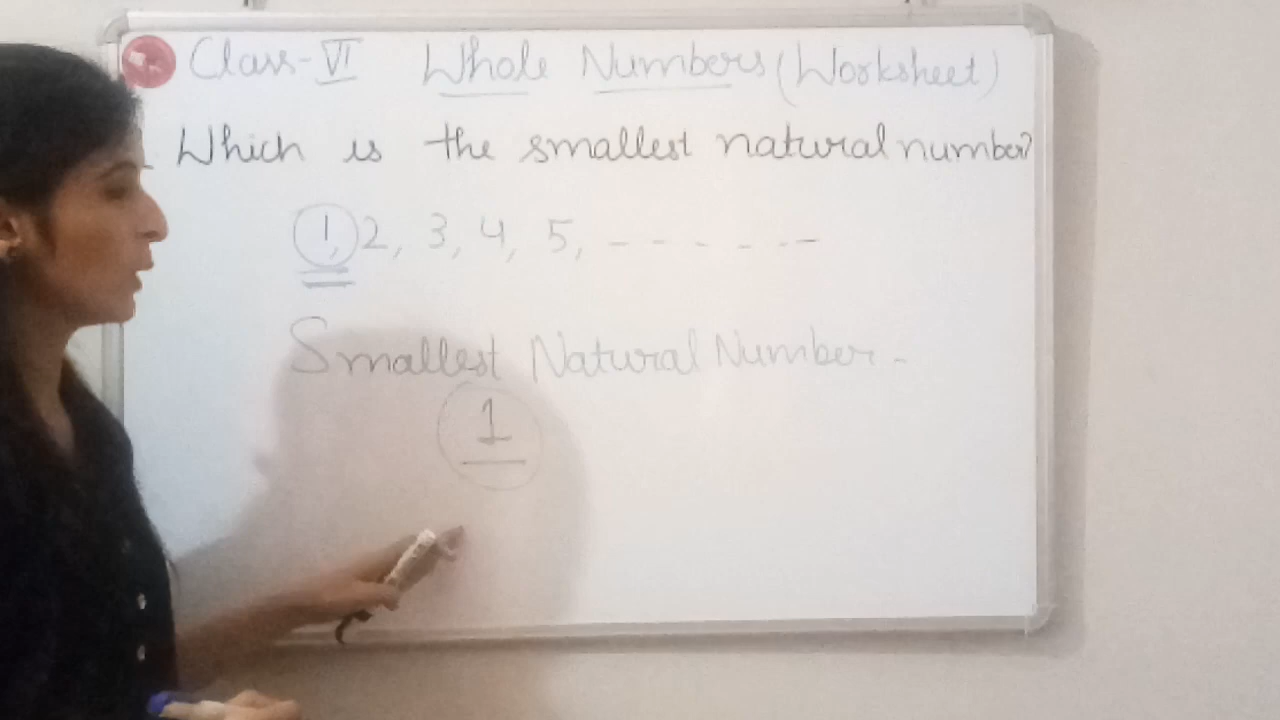 Class-VI Whole Numbers (Worksheet)
Which is the smallest natural number?
1, 2, 3, 4, 5, - - - - - -
Smallest Natural Number -
1